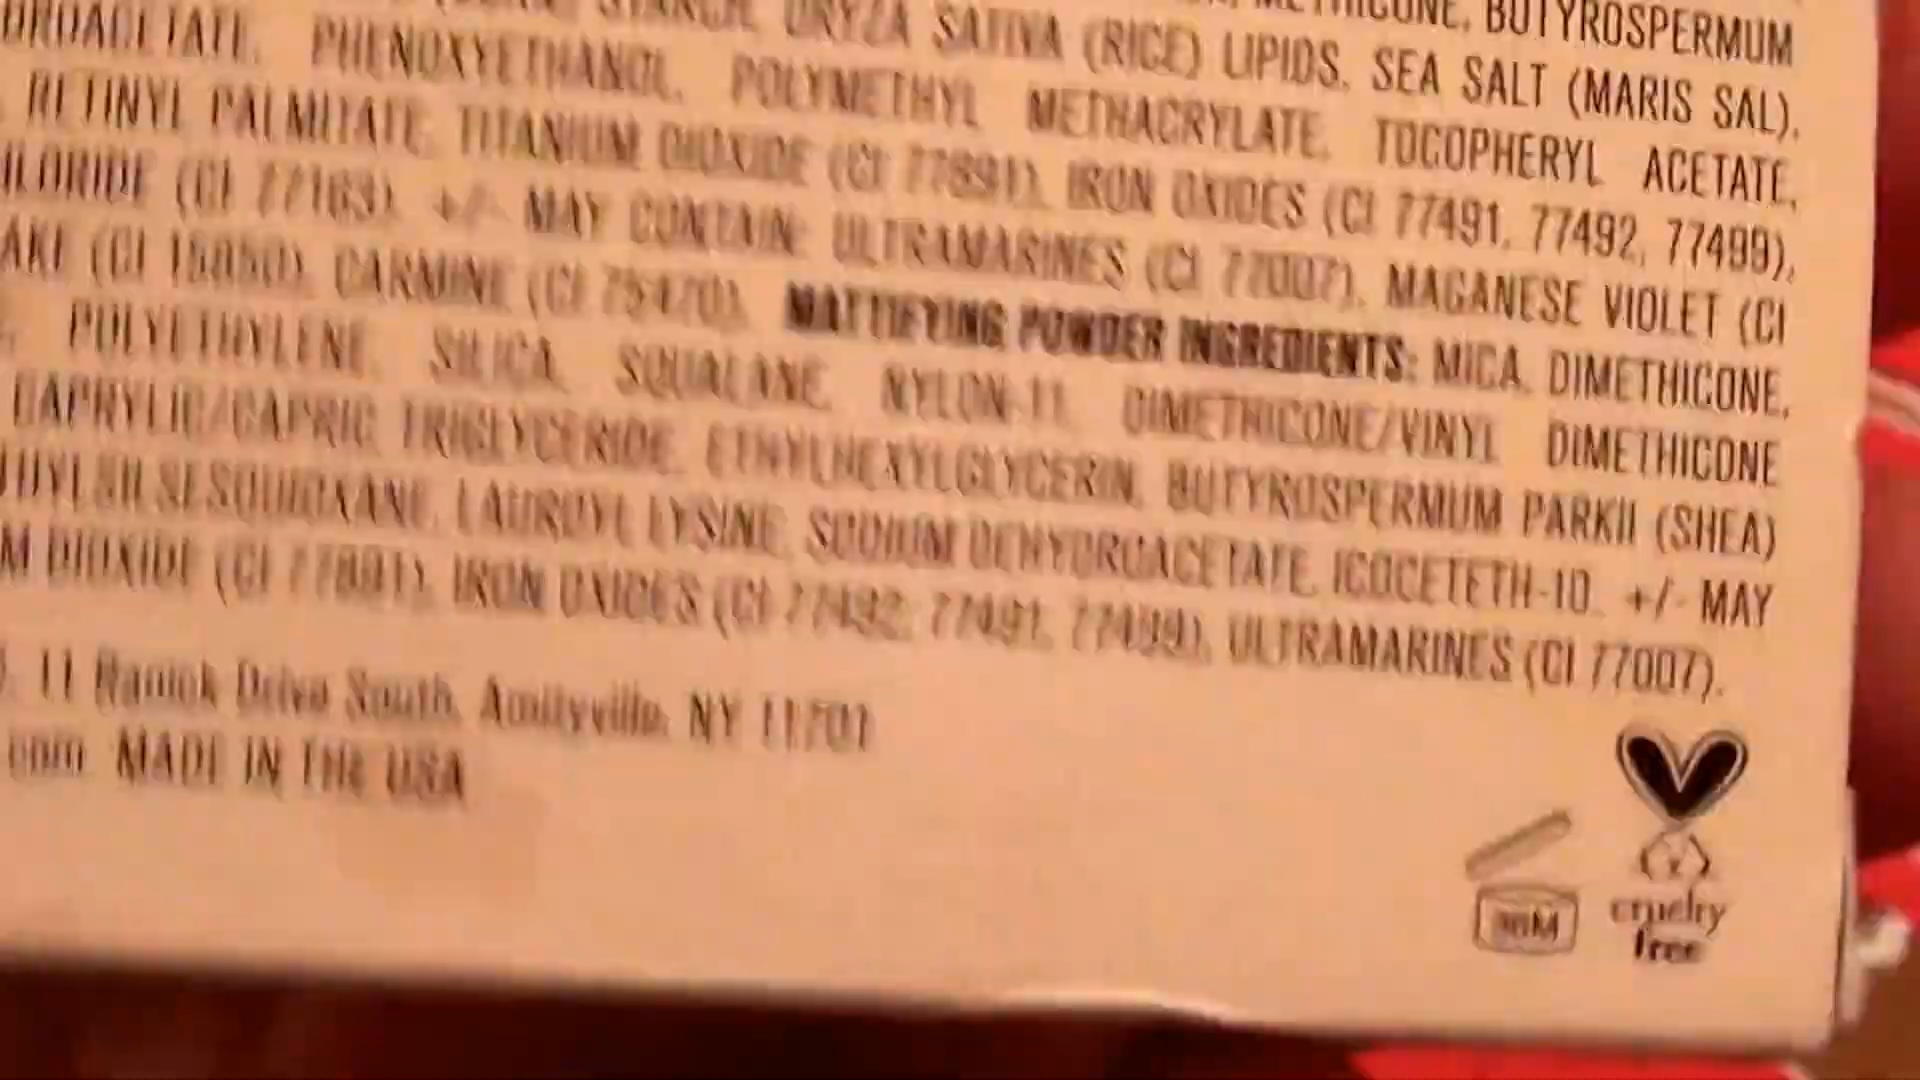 STARCH, ORYZA SATIVA (RICE) LIPIDS, SEA SALT (MARIS SAL),
METHICONE, BUTYROSPERMUM
PHENOXYETHANOL, POLYMETHYL METHACRYLATE, TOCOPHERYL ACETATE,
RETINYL PALMITATE, TITANIUM DIOXIDE (CI 77891), IRON OXIDES (CI 77491, 77492, 77499),
(CI 77163). +/- MAY CONTAIN: ULTRAMARINES (CI 77007), MAGANESE VIOLET (CI
(CI 15850), CARMINE (CI 75470). MATTIFYING POWDER INGREDIENTS: MICA, DIMETHICONE,
POLYETHYLENE, SILICA, SQUALANE, NYLON-11, DIMETHICONE/VINYL DIMETHICONE
CAPRYLIC/CAPRIC TRIGLYCERIDE, ETHYLHEXYLGLYCERIN, BUTYROSPERMUM PARKII (SHEA)
LAUROYL LYSINE, SODIUM DEHYDROACETATE, ICOCETETH-10. +/- MAY
M DIOXIDE (CI 77891), IRON OXIDES (CI 77492, 77491, 77499), ULTRAMARINES (CI 77007).
11 Ranick Drive South, Amityville, NY 11701
com MADE IN THE USA
cruelty
free